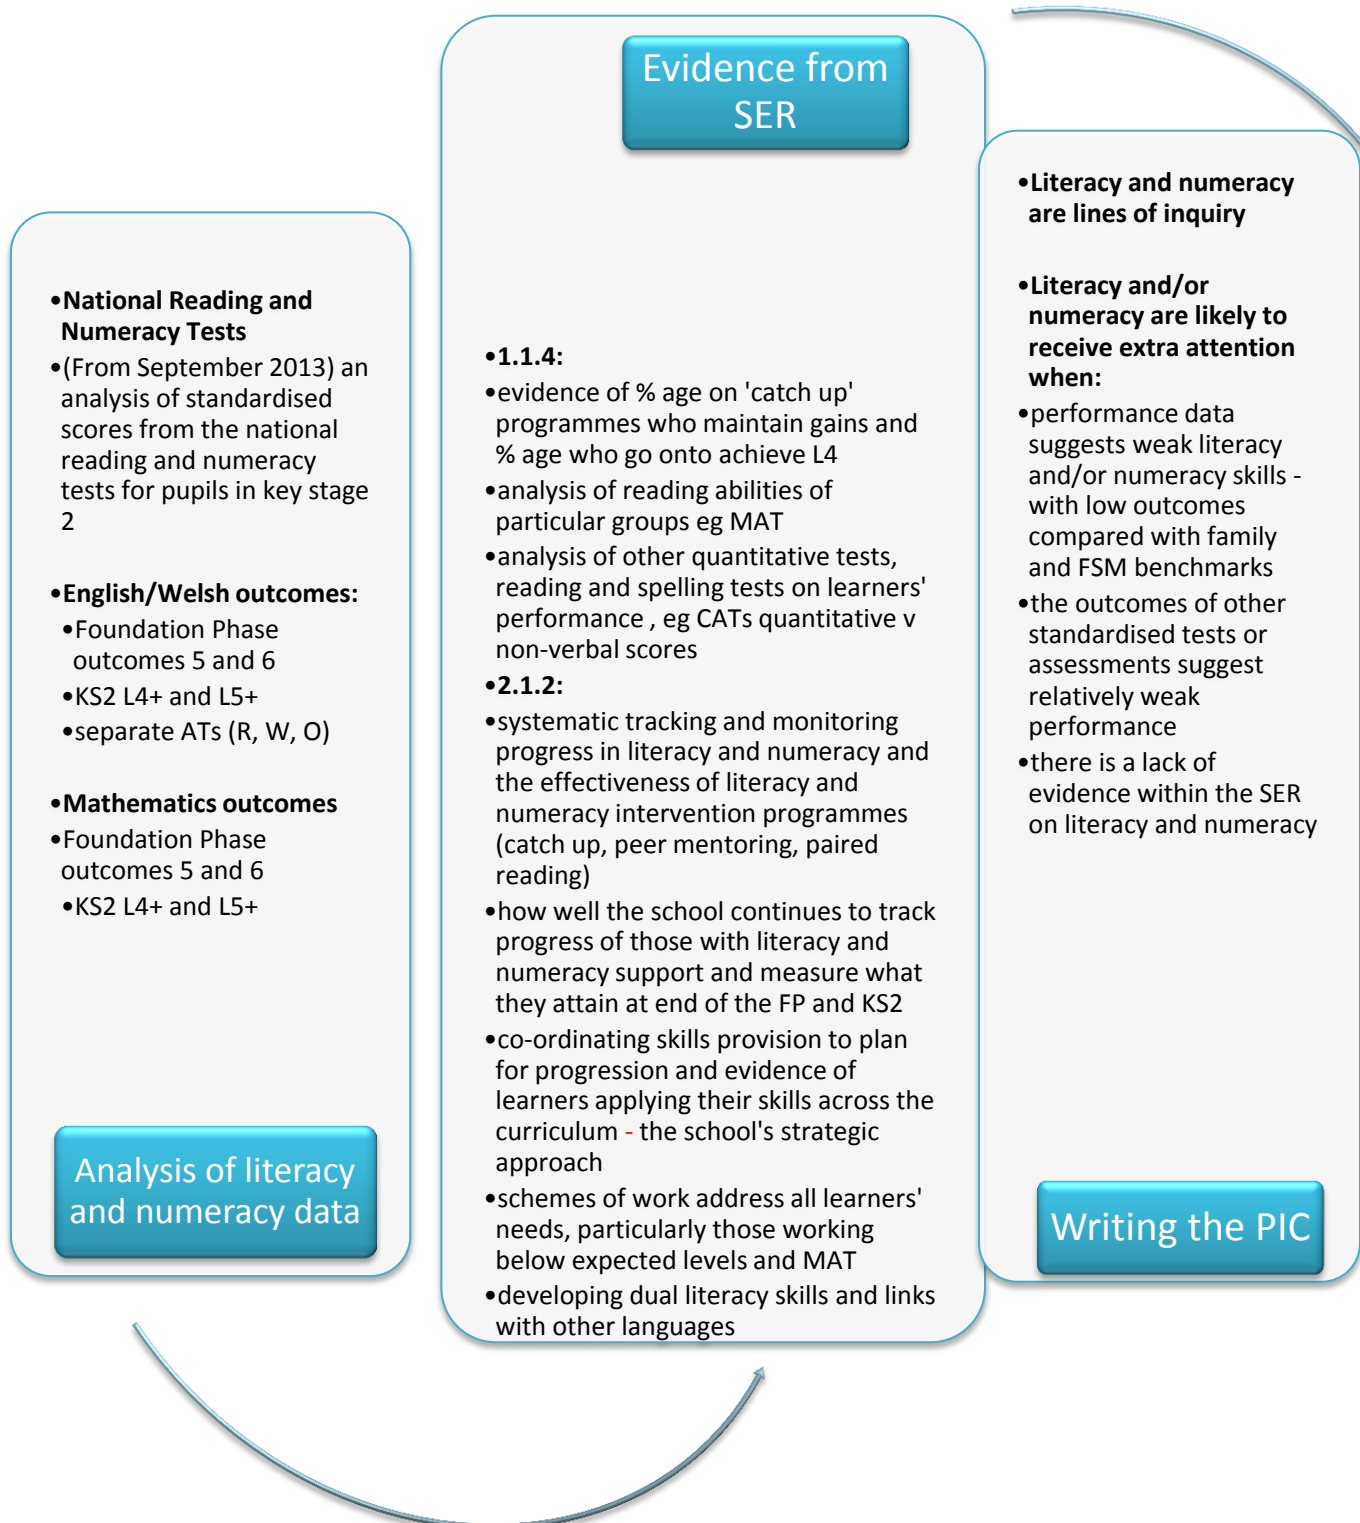 •National Reading and
Numeracy Tests
•(From September 2013) an
analysis of standardised
scores from the national
reading and numeracy
tests for pupils in key stage
2
•English/Welsh outcomes:
•Foundation Phase
outcomes 5 and 6
•KS2 L4+ and L5+
•separate ATs (R, W, O)
•Mathematics outcomes
•Foundation Phase
outcomes 5 and 6
•KS2 L4+ and L5+
Analysis of literacy
and numeracy data
Evidence from
SER
•1.1.4:
•evidence of % age on 'catch up'
programmes who maintain gains and
% age who go onto achieve L4
•analysis of reading abilities of
particular groups eg MAT
•analysis of other quantitative tests,
reading and spelling tests on learners'
performance , eg CATs quantitative v
non-verbal scores
•2.1.2:
•systematic tracking and monitoring
progress in literacy and numeracy and
the effectiveness of literacy and
numeracy intervention programmes
(catch up, peer mentoring, paired
reading)
•how well the school continues to track
progress of those with literacy and
numeracy support and measure what
they attain at end of the FP and KS2
•co-ordinating skills provision to plan
for progression and evidence of
learners applying their skills across the
curriculum - the school's strategic
approach
•schemes of work address all learners'
needs, particularly those working
below expected levels and MAT
•developing dual literacy skills and links
with other languages
•Literacy and numeracy
are lines of inquiry
•Literacy and/or
numeracy are likely to
receive extra attention
when:
•performance data
suggests weak literacy
and/or numeracy skills -
with low outcomes
compared with family
and FSM benchmarks
•the outcomes of other
standardised tests or
assessments suggest
relatively weak
performance
•there is a lack of
evidence within the SER
on literacy and numeracy
Writing the PIC